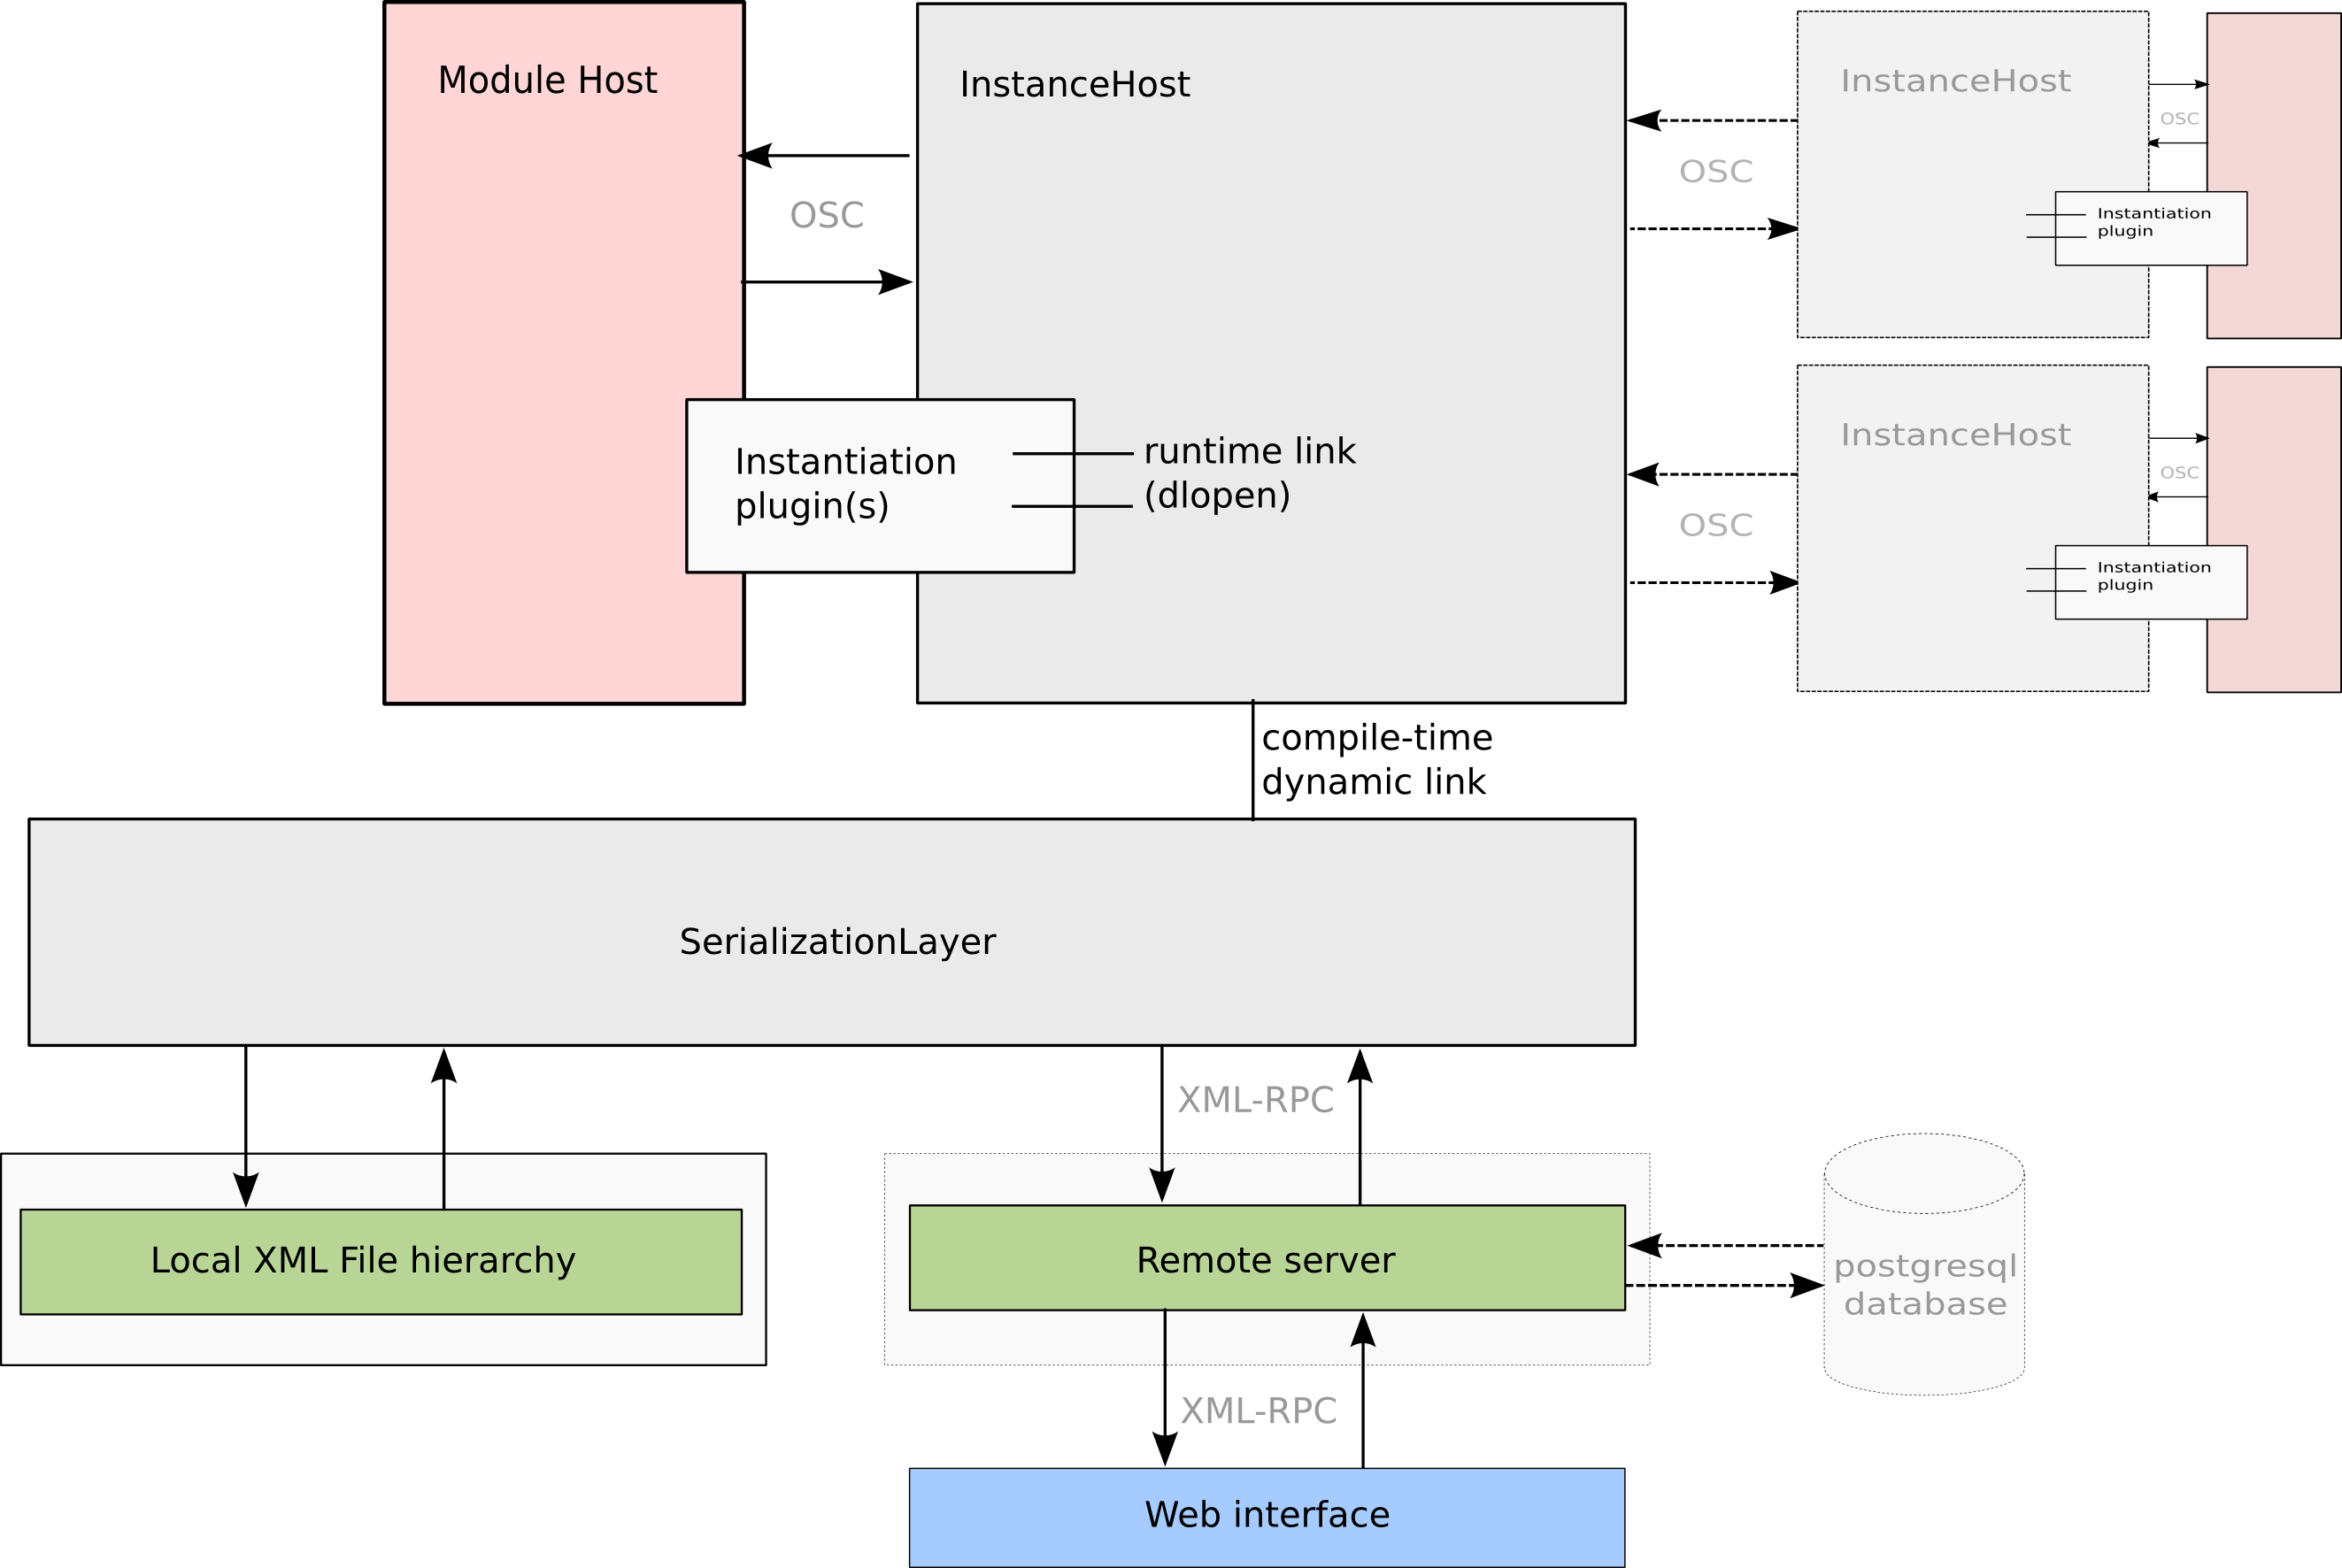 Module Host
InstanceHost
InstanceHost
OSC
OSC
OSC
Instantiation
plugin
runtime link
(dlopen)
Instantiation
plugin(s)
InstanceHost
OSC
OSC
Instantiation
plugin
compile-time
dynamic link
SerializationLayer
XML-RPC
Local XML File hierarchy
Remote server
postgresql
database
XML-RPC
Web interface